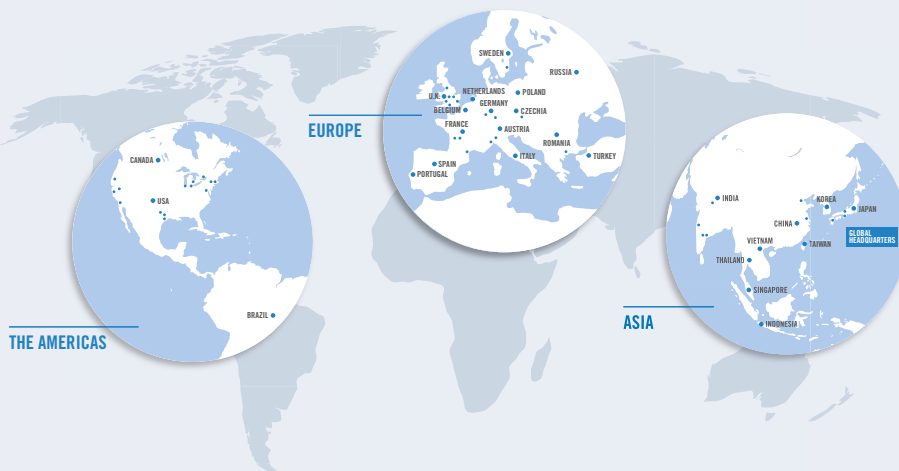 SWEDEN
RUSSIA
NETHERLANDS
U.K.
POLAND
GERMANY
BELGIUM
CZECHIA
FRANCE
AUSTRIA
EUROPE
ROMANIA
ITALY
TURKEY
SPAIN
PORTUGAL
CANADA
USA
BRAZIL
THE AMERICAS
INDIA
KOREA
JAPAN
CHINA
GLOBAL
HEADQUARTERS
VIETNAM
TAIWAN
THAILAND
SINGAPORE
INDONESIA
ASIA